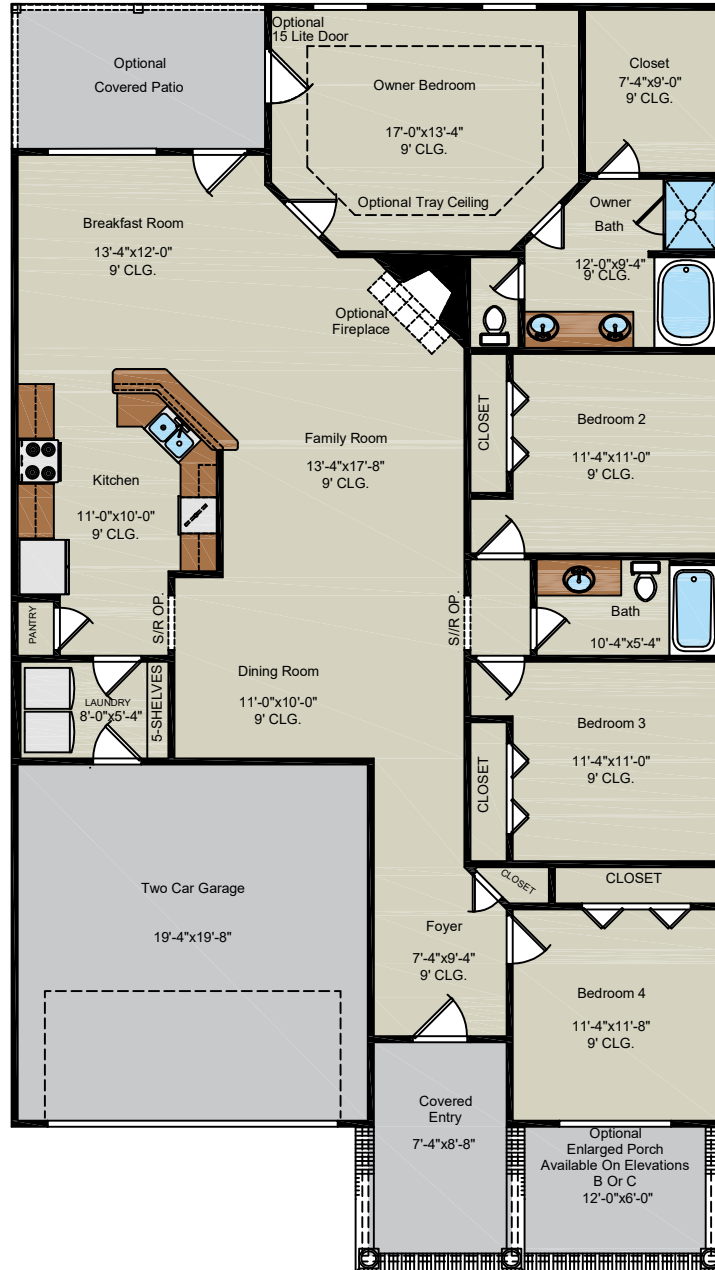 Optional
Covered Patio
Optional
15 Lite Door
Owner Bedroom
17'-0"x13'-4"
9' CLG.
Optional Tray Ceiling
Closet
7'-4"x9'-0"
9' CLG.
Owner
Bath
12'-0"x9'-4"
9' CLG.
Breakfast Room
13'-4"x12'-0"
9' CLG.
Optional
Fireplace
Family Room
13'-4"x17'-8"
9' CLG.
CLOSET
Bedroom 2
11'-4"x11'-0"
9' CLG.
Kitchen
11'-0"x10'-0"
9' CLG.
PANTRY
S/R OP.
S//R OP.
Bath
10'-4"x5'-4"
LAUNDRY
8'-0"x5'-4"
5-SHELVES
Dining Room
11'-0"x10'-0"
9' CLG.
CLOSET
Bedroom 3
11'-4"x11'-0"
9' CLG.
CLOSET
CLOSET
Two Car Garage
19'-4"x19'-8"
Foyer
7'-4"x9'-4"
9' CLG.
Bedroom 4
11'-4"x11'-8"
9' CLG.
Covered
Entry
7'-4"x8'-8"
Optional
Enlarged Porch
Available On Elevations
B Or C
12'-0"x6'-0"